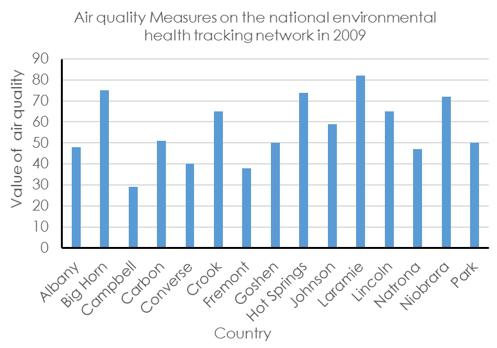 Air quality Measures on the national environmental
health tracking network in 2009
Value of air quality
90
80
70
60
50
40
30
20
10
0
Albany
Big Horn
Campbell
Carbon
Converse
Crook
Fremont
Goshen
Hot Springs
Johnson
Laramie
Lincoln
Natrona
Niobrara
Park
Country